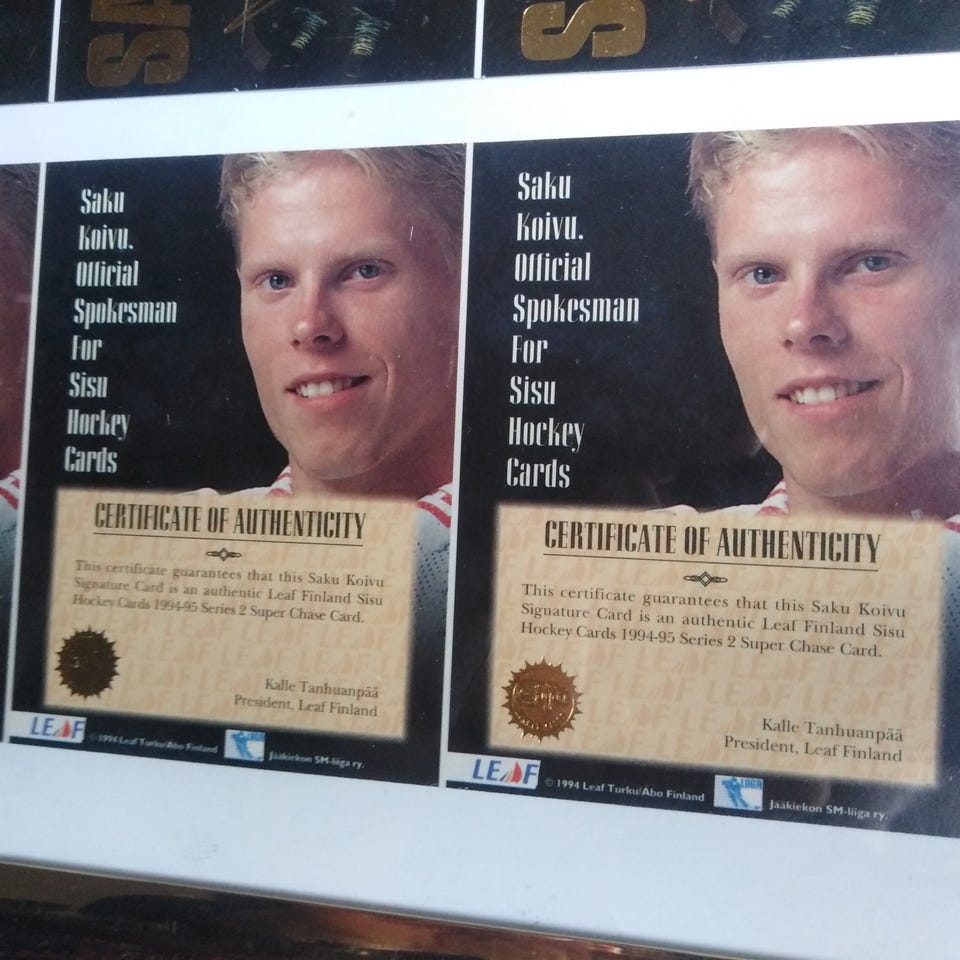 SA
S
Saku
Koivu.
Official
Spokesman
For
Sisu
Hockey
Cards
CERTIFICATE OF AUTHENTICITY
This certificate guarantees that this Saku Koivu
Signature Card is an authentic Leaf Finland Sisu
Hockey Cards 1994-95 Series 2 Super Chase Card.
Kalle Tanhuanpää
President, Leaf Finland
LEAF
© 1994 Leaf Turku/Åbo Finland
LIIGA
Jääkiekon SM-liiga ry.
Saku
Koivu.
Official
Spokesman
For
Sisu
Hockey
Cards
CERTIFICATE OF AUTHENTICITY
This certificate guarantees that this Saku Koivu
Signature Card is an authentic Leaf Finland Sisu
Hockey Cards 1994-95 Series 2 Super Chase Card.
Kalle Tanhuanpää
President, Leaf Finland
LEAF
© 1994 Leaf Turku/Åbo Finland
LIIGA
Jääkiekon SM-liiga ry.